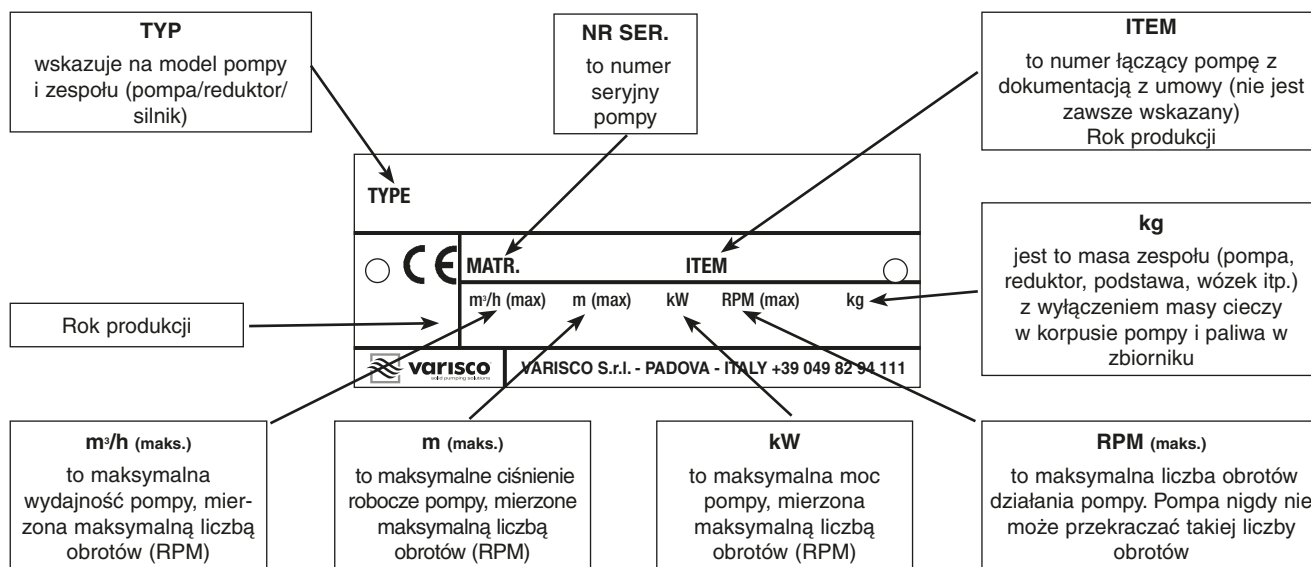 TYP
wskazuje na model pompy
i zespołu (pompa/reduktor/
silnik)
NR SER.
to numer
seryjny
pompy
ITEM
to numer łączący pompę z
dokumentacją z umowy (nie jest
zawsze wskazany)
Rok produkcji
TYPE
CE
MATR.
ITEM
m³/h (max)
m (max)
kW
RPM (max)
kg
varisco
solid pumping solutions
VARISCO S.r.l. - PADOVA - ITALY +39 049 82 94 111
Rok produkcji
kg
jest to masa zespołu (pompa,
reduktor, podstawa, wózek itp.)
z wyłączeniem masy cieczy
w korpusie pompy i paliwa w
zbiorniku
m³/h (maks.)
to maksymalna
wydajność pompy, mier-
zona maksymalną liczbą
obrotów (RPM)
m (maks.)
to maksymalne ciśnienie
robocze pompy, mierzone
maksymalną liczbą
obrotów (RPM)
kW
to maksymalna moc
pompy, mierzona
maksymalną liczbą
obrotów (RPM)
RPM (maks.)
to maksymalna liczba obrotów
działania pompy. Pompa nigdy nie
może przekraczać takiej liczby
obrotów